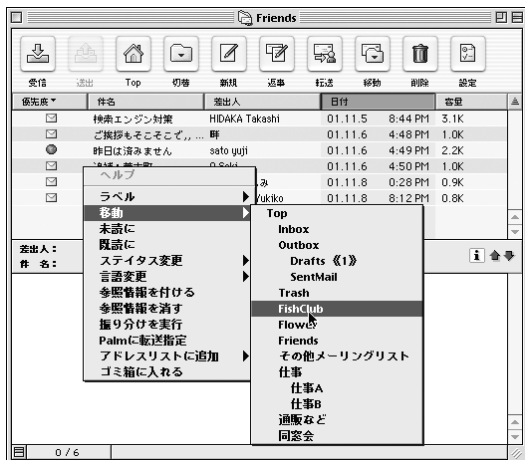 Friends
受信 送出 Top 切替 新規 返事 転送 移動 削除 設定
優先度 件名 差出人 日付 容量
検索エンジン対策 HIDAKA Takashi 01.11.5 8:44 PM 3.1K
ご挨拶もそこそこで,, ... 畔 01.11.6 4:48 PM 1.0K
昨日は済みません sato yuji 01.11.6 4:49 PM 2.2K
01.11.6 4:50 PM 1.0K
み 01.11.8 0:28 PM 0.9K
Yukiko 01.11.8 8:12 PM 0.8K
差出人:
件 名:
ヘルプ
ラベル
移動
未読に
既読に
ステイタス変更
言語変更
参照情報を付ける
参照情報を消す
振り分けを実行
Palmに転送指定
アドレスリストに追加
ゴミ箱に入れる
Top
Inbox
Outbox
Drafts 《1》
SentMail
Trash
FishClub
Flower
Friends
その他メーリングリスト
仕事
仕事A
仕事B
通販など
同窓会
0 / 6